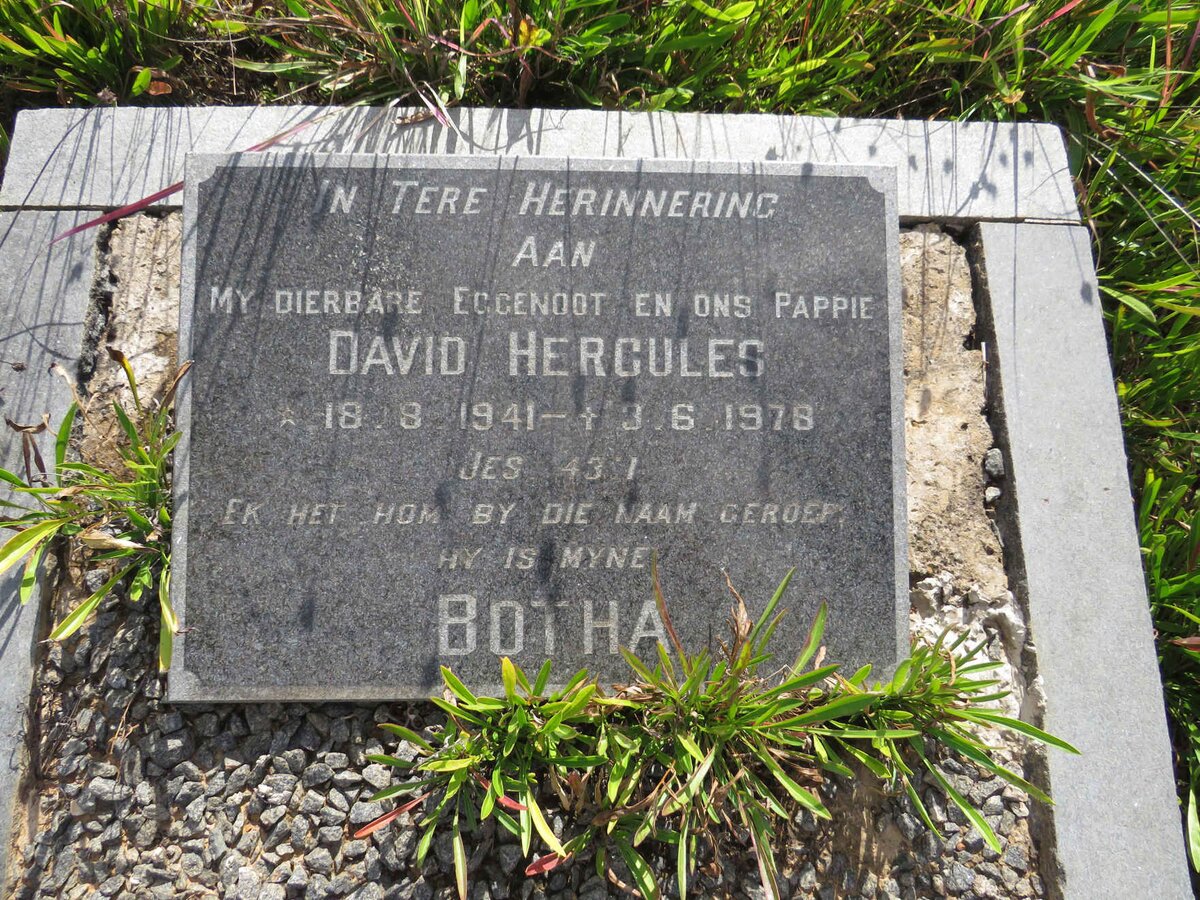 IN TERE HERINNERING
AAN
MY DIERBARE EGGENOOT EN ONS PAPPIE
DAVID HERCULES
* 18.8.1941 – † 3.6.1978
JES 43:1
EK HET HOM BY DIE NAAM GEROEP,
HY IS MYNE
BOTHA